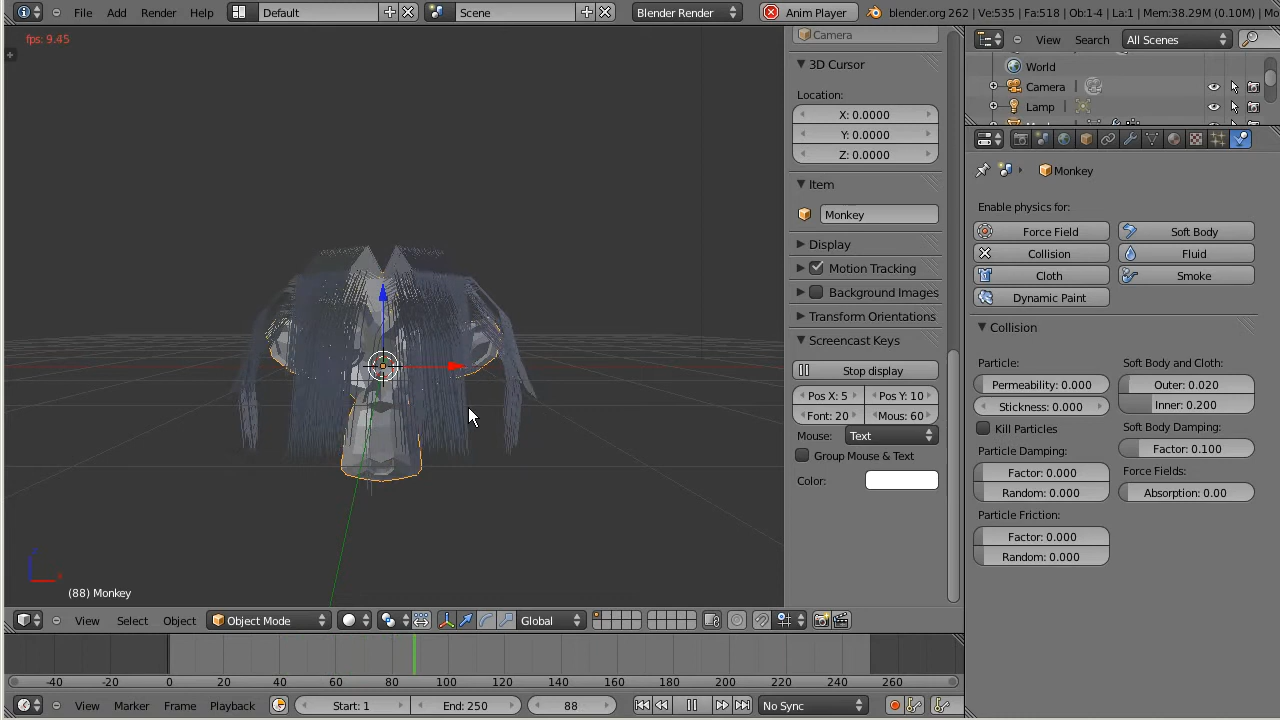 File Add Render Help Default Scene Blender Render Anim Player blender.org 262 | Ve:535 | Fa:518 | Ob:1-4 | La:1 | Mem:38.29M (0.10M) | Mo
fps: 9.45
Camera
3D Cursor
Location:
X: 0.0000
Y: 0.0000
Z: 0.0000
Item
Monkey
Display
Motion Tracking
Background Images
Transform Orientations
Screencast Keys
Stop display
Pos X: 5 Pos Y: 10
Font: 20 Mous: 60
Mouse: Text
Group Mouse & Text
Color:
View Search All Scenes
World
Camera
Lamp
Monkey
Enable physics for:
Force Field Soft Body
Collision Fluid
Cloth Smoke
Dynamic Paint
Collision
Particle: Soft Body and Cloth:
Permeability: 0.000 Outer: 0.020
Stickness: 0.000 Inner: 0.200
Kill Particles Soft Body Damping:
Particle Damping: Factor: 0.100
Factor: 0.000 Force Fields:
Random: 0.000 Absorption: 0.00
Particle Friction:
Factor: 0.000
Random: 0.000
(88) Monkey
View Select Object Object Mode Global
-40 -20 0 20 40 60 80 100 120 140 160 180 200 220 240 260
View Marker Frame Playback Start: 1 End: 250 88 No Sync